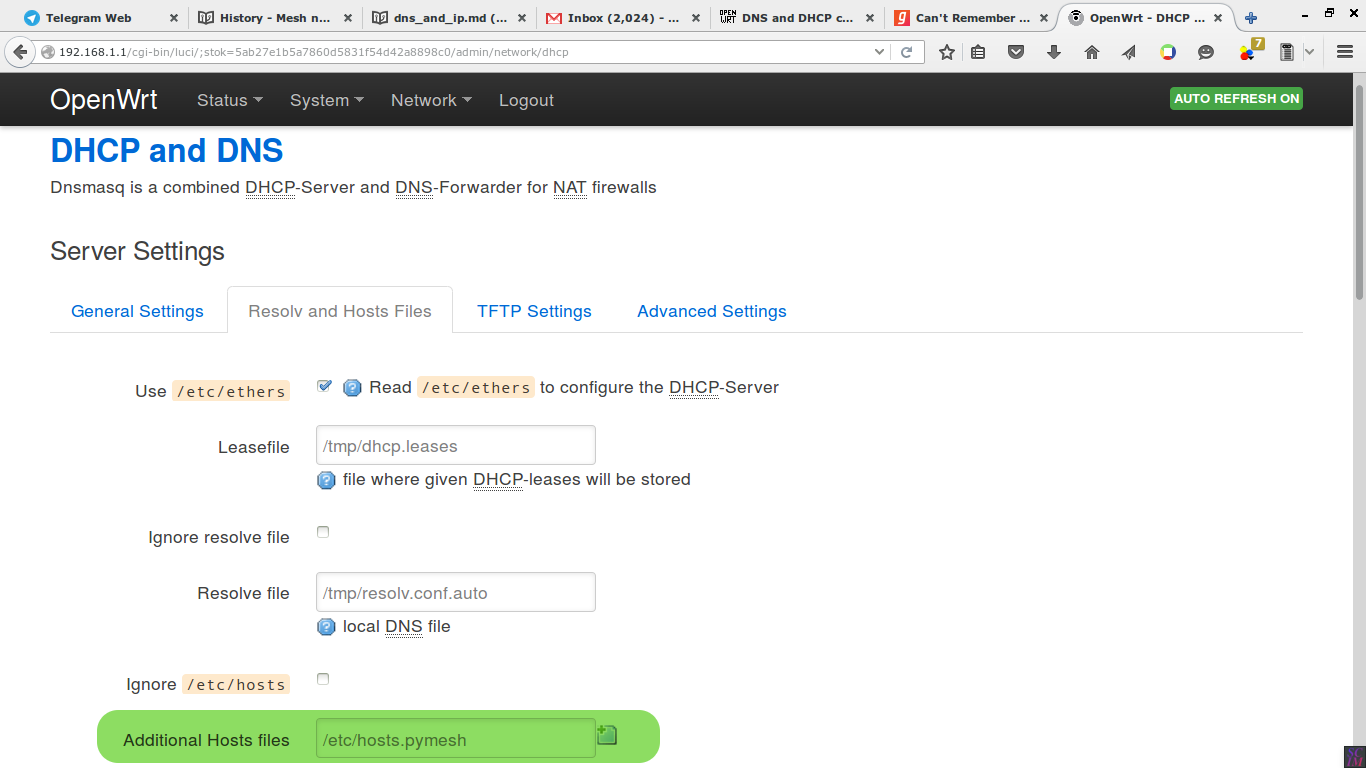 Telegram Web
History - Mesh n...
dns_and_ip.md (...
Inbox (2,024) - ...
OPEN WRT
DNS and DHCP c...
Can't Remember ...
OpenWrt - DHCP ...
192.168.1.1/cgi-bin/luci/;stok=5ab27e1b5a7860d5831f54d42a8898c0/admin/network/dhcp
7
OpenWrt Status System Network Logout AUTO REFRESH ON
DHCP and DNS
Dnsmasq is a combined DHCP-Server and DNS-Forwarder for NAT firewalls
Server Settings
General Settings Resolv and Hosts Files TFTP Settings Advanced Settings
Use /etc/ethers Read /etc/ethers to configure the DHCP-Server
Leasefile /tmp/dhcp.leases
file where given DHCP-leases will be stored
Ignore resolve file
Resolve file /tmp/resolv.conf.auto
local DNS file
Ignore /etc/hosts
Additional Hosts files /etc/hosts.pymesh